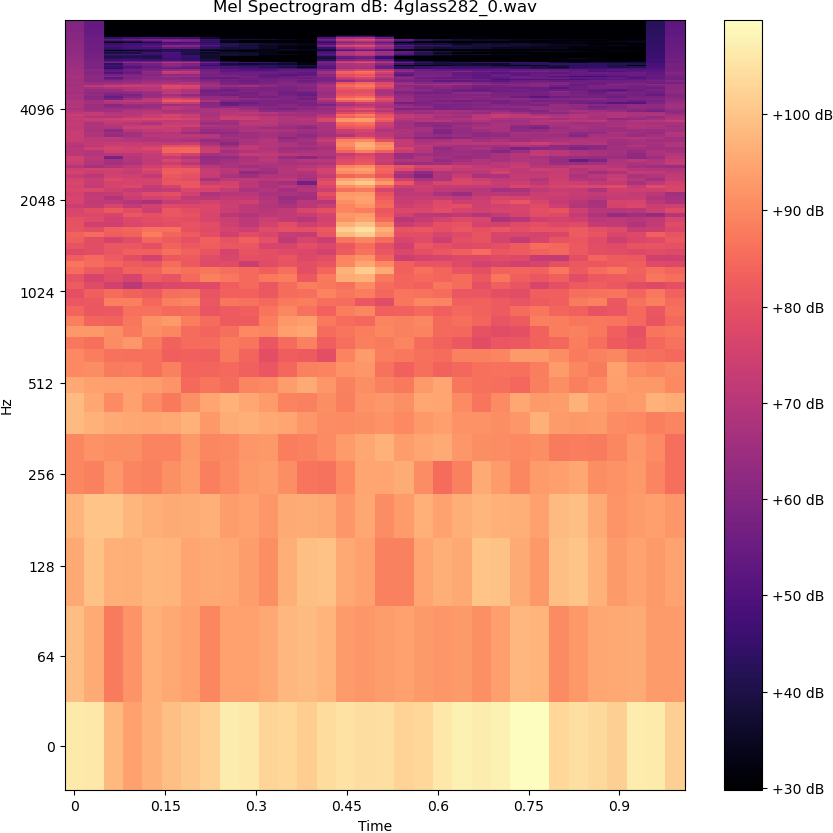 Mel Spectrogram dB: 4glass282_0.wav
4096
2048
1024
512
256
128
64
0
Hz
0 0.15 0.3 0.45 0.6 0.75 0.9
Time
+100 dB
+90 dB
+80 dB
+70 dB
+60 dB
+50 dB
+40 dB
+30 dB